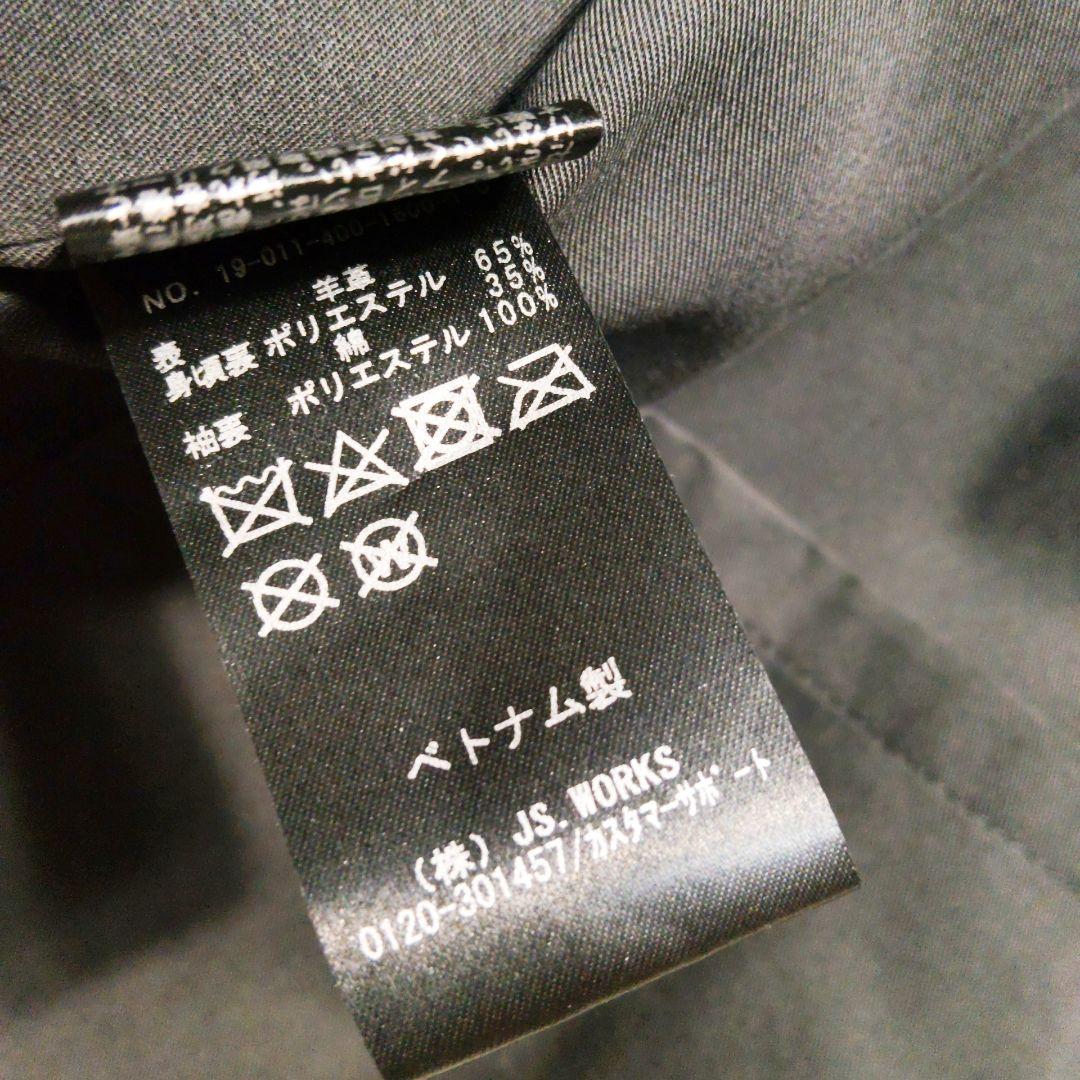 NO. 19-011-400-
表 羊革
身頃裏 ポリエステル 65%
綿 35%
袖裏 ポリエステル 100%
ベトナム製
(株) JS.WORKS
0120-301457/カスタマーサポート